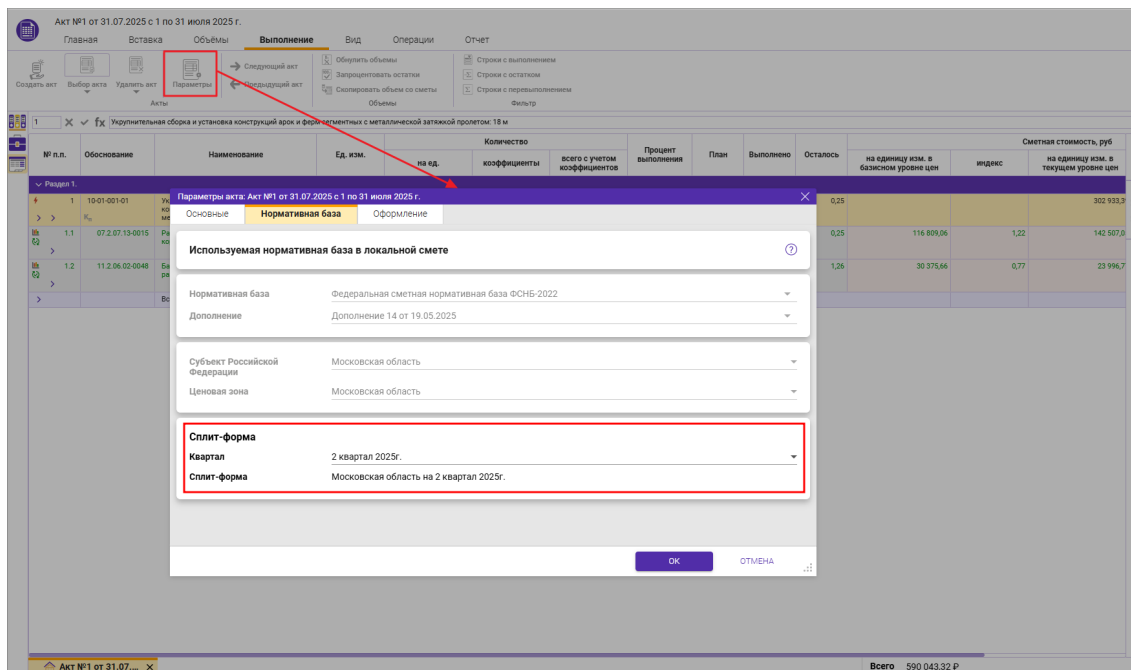 Акт №1 от 31.07.2025 с 1 по 31 июля 2025 г.
Главная Вставка Объёмы Выполнение Вид Операции Отчет
Создать акт Выбор акта Удалить акт Параметры
Следующий акт
Предыдущий акт
Акты
Обнулить объемы
Запроцентовать остатки
Скопировать объем со сметы
Объемы
Строки с выполнением
Строки с остатком
Строки с перевыполнением
Фильтр
1 fx Укрупнительная сборка и установка конструкций арок и ферм сегментных с металлической затяжкой пролетом: 18 м
№ п.п. Обоснование Наименование Ед. изм. Количество Процент выполнения План Выполнено Осталось Сметная стоимость, руб
на ед. коэффициенты всего с учетом коэффициентов на единицу изм. в базисном уровне цен индекс на единицу изм. в текущем уровне цен
Раздел 1.
1 10-01-001-01 0,25 302 933,3
1.1 07.2.07.13-0015 0,25 116 809,06 1,22 142 507,0
1.2 11.2.06.02-0048 1,26 30 375,66 0,77 23 996,7
Параметры акта: Акт №1 от 31.07.2025 с 1 по 31 июля 2025 г.
Основные Нормативная база Оформление
Используемая нормативная база в локальной смете ?
Нормативная база Федеральная сметная нормативная база ФСНБ-2022
Дополнение Дополнение 14 от 19.05.2025
Субъект Российской Федерации Московская область
Ценовая зона Московская область
Сплит-форма
Квартал 2 квартал 2025г.
Сплит-форма Московская область на 2 квартал 2025г.
ОК ОТМЕНА
Акт №1 от 31.07.... Всего 590 043,32 ₽